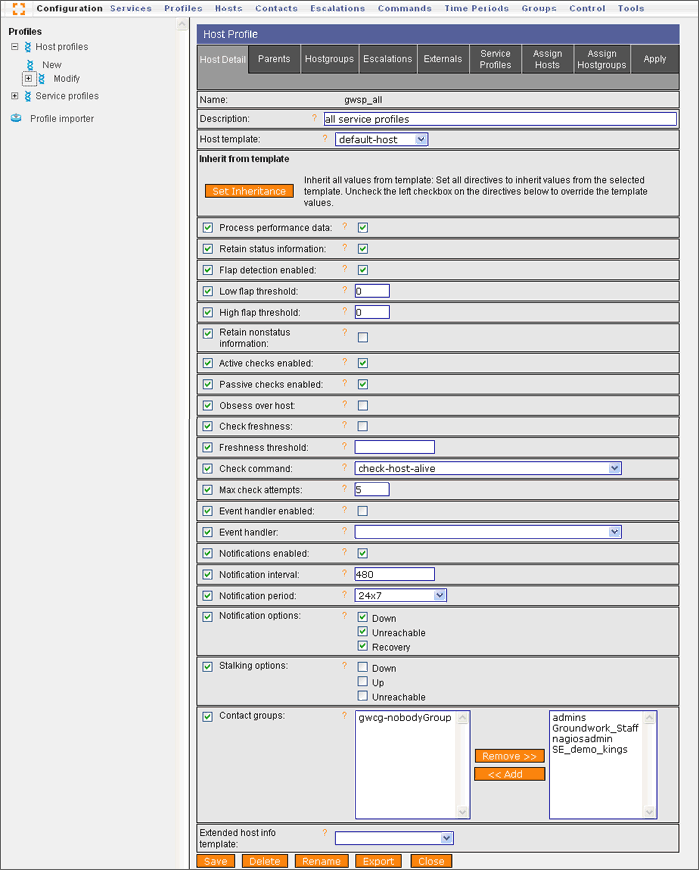 Configuration Services Profiles Hosts Contacts Escalations Commands Time Periods Groups Control Tools
Profiles
Host profiles
New
Modify
Service profiles
Profile importer
Host Profile
Host Detail Parents Hostgroups Escalations Externals Service Profiles Assign Hosts Assign Hostgroups Apply
Name: gwsp_all
Description: ? all service profiles
Host template: ? default-host
Inherit from template
Set Inheritance
Inherit all values from template: Set all directives to inherit values from the selected
template. Uncheck the left checkbox on the directives below to override the template
values.
Process performance data: ?
Retain status information: ?
Flap detection enabled: ?
Low flap threshold: ? 0
High flap threshold: ? 0
Retain nonstatus ?
information:
Active checks enabled: ?
Passive checks enabled: ?
Obsess over host: ?
Check freshness: ?
Freshness threshold: ?
Check command: ? check-host-alive
Max check attempts: ? 5
Event handler enabled: ?
Event handler: ?
Notifications enabled: ?
Notification interval: ? 480
Notification period: ? 24x7
Notification options: ? Down
Unreachable
Recovery
Stalking options: ? Down
Up
Unreachable
Contact groups: ? gwcg-nobodyGroup
Remove >>
<< Add
admins
Groundwork_Staff
nagiosadmin
SE_demo_kings
Extended host info ?
template:
Save Delete Rename Export Close